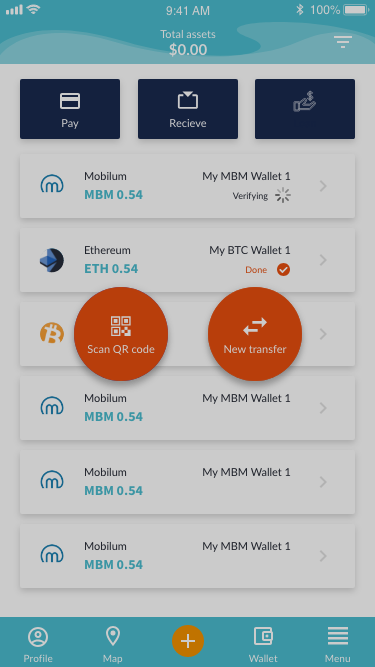 9:41 AM
100%
Total assets
$0.00
Pay
Recieve
Mobilum
My MBM Wallet 1
MBM 0.54
Verifying
Ethereum
My BTC Wallet 1
ETH 0.54
Done
Scan QR code
New transfer
Mobilum
My MBM Wallet 1
MBM 0.54
Mobilum
My MBM Wallet 1
MBM 0.54
Mobilum
My MBM Wallet 1
MBM 0.54
Profile
Map
Wallet
Menu